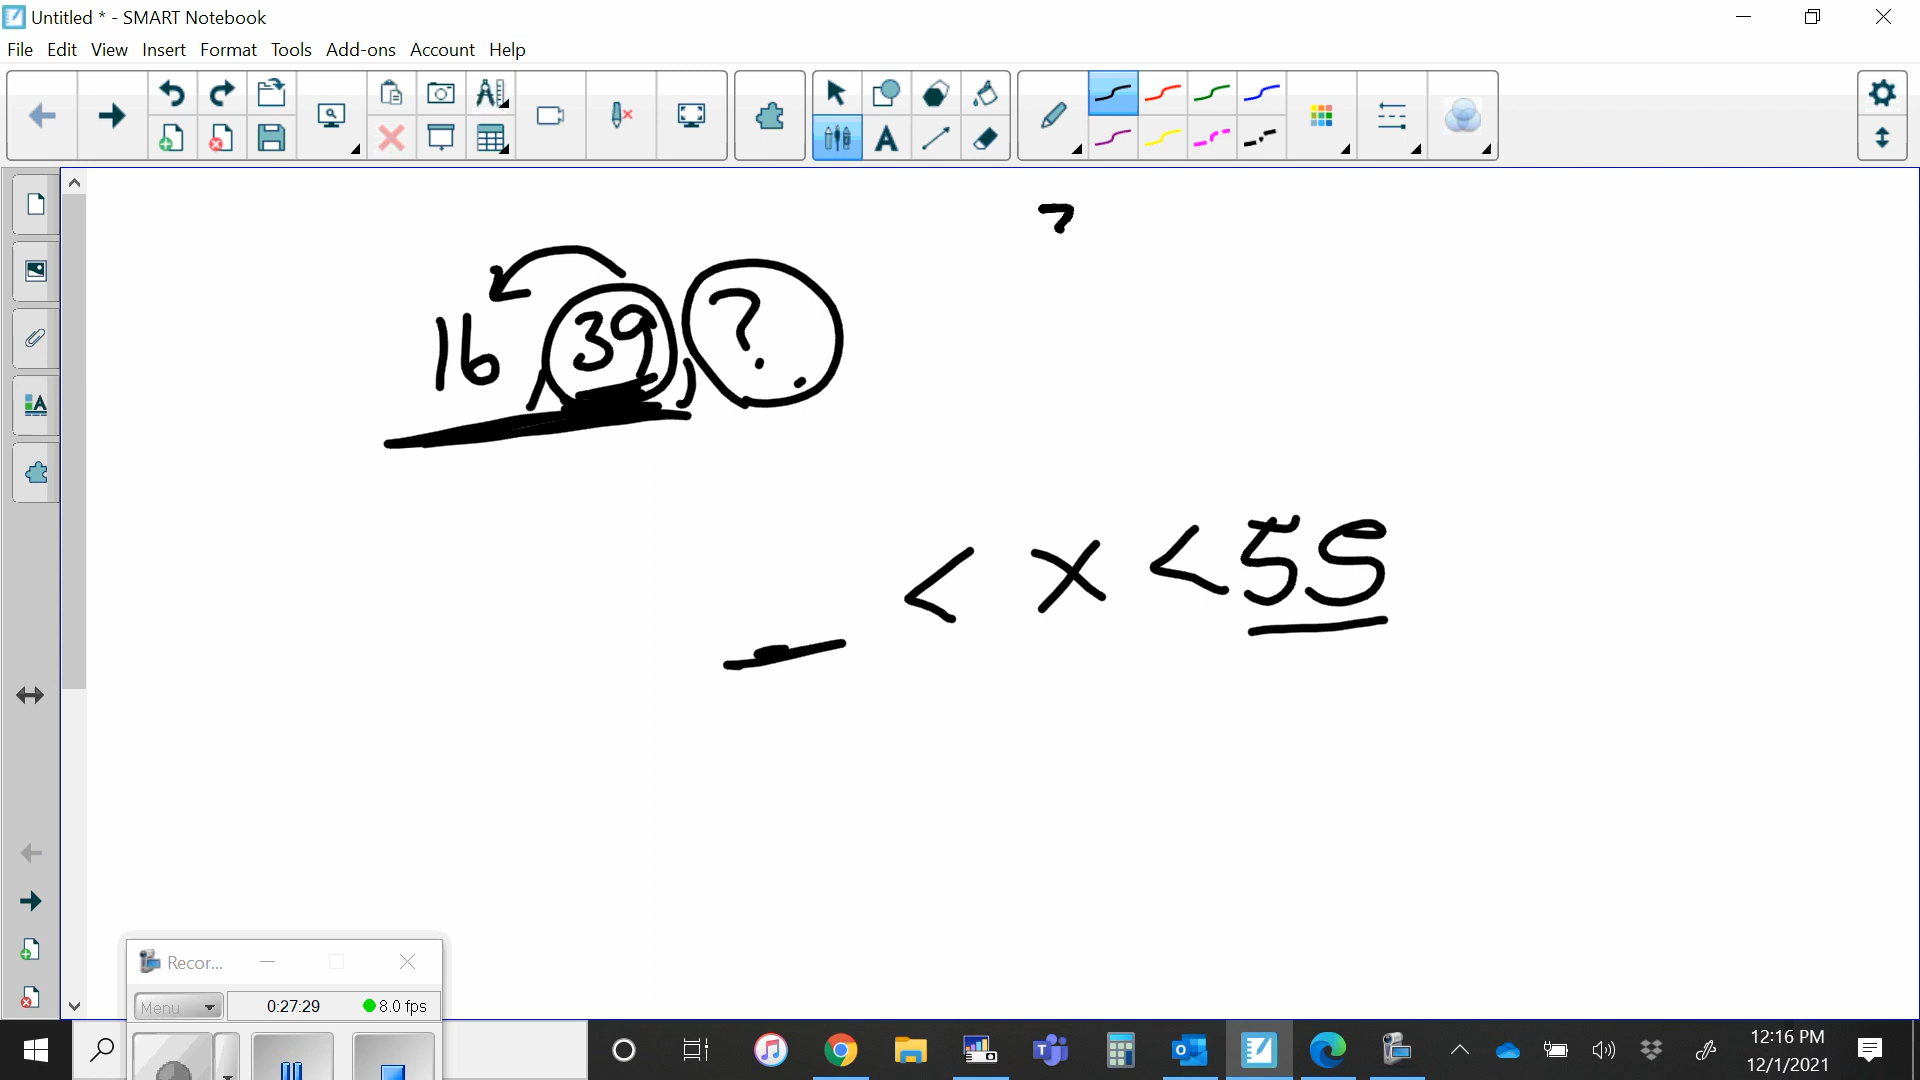 Untitled * - SMART Notebook
File Edit View Insert Format Tools Add-ons Account Help
16, 39, ?
_ < x < 55
Recor...
Menu 0:27:29 8.0 fps
12:16 PM
12/1/2021